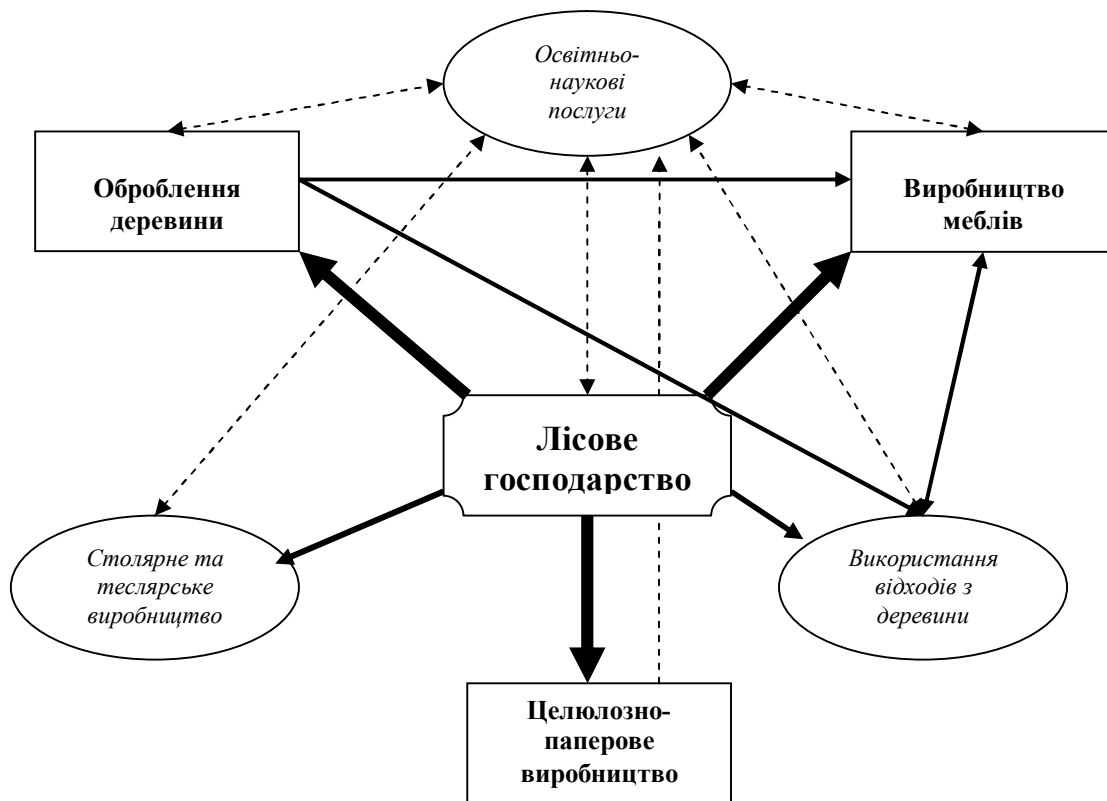 Освітньо-
наукові
послуги
Оброблення
деревини
Виробництво
меблів
Лісове
господарство
Столярне та
теслярське
виробництво
Використання
відходів з
деревини
Целюлозно-
паперове
виробництво